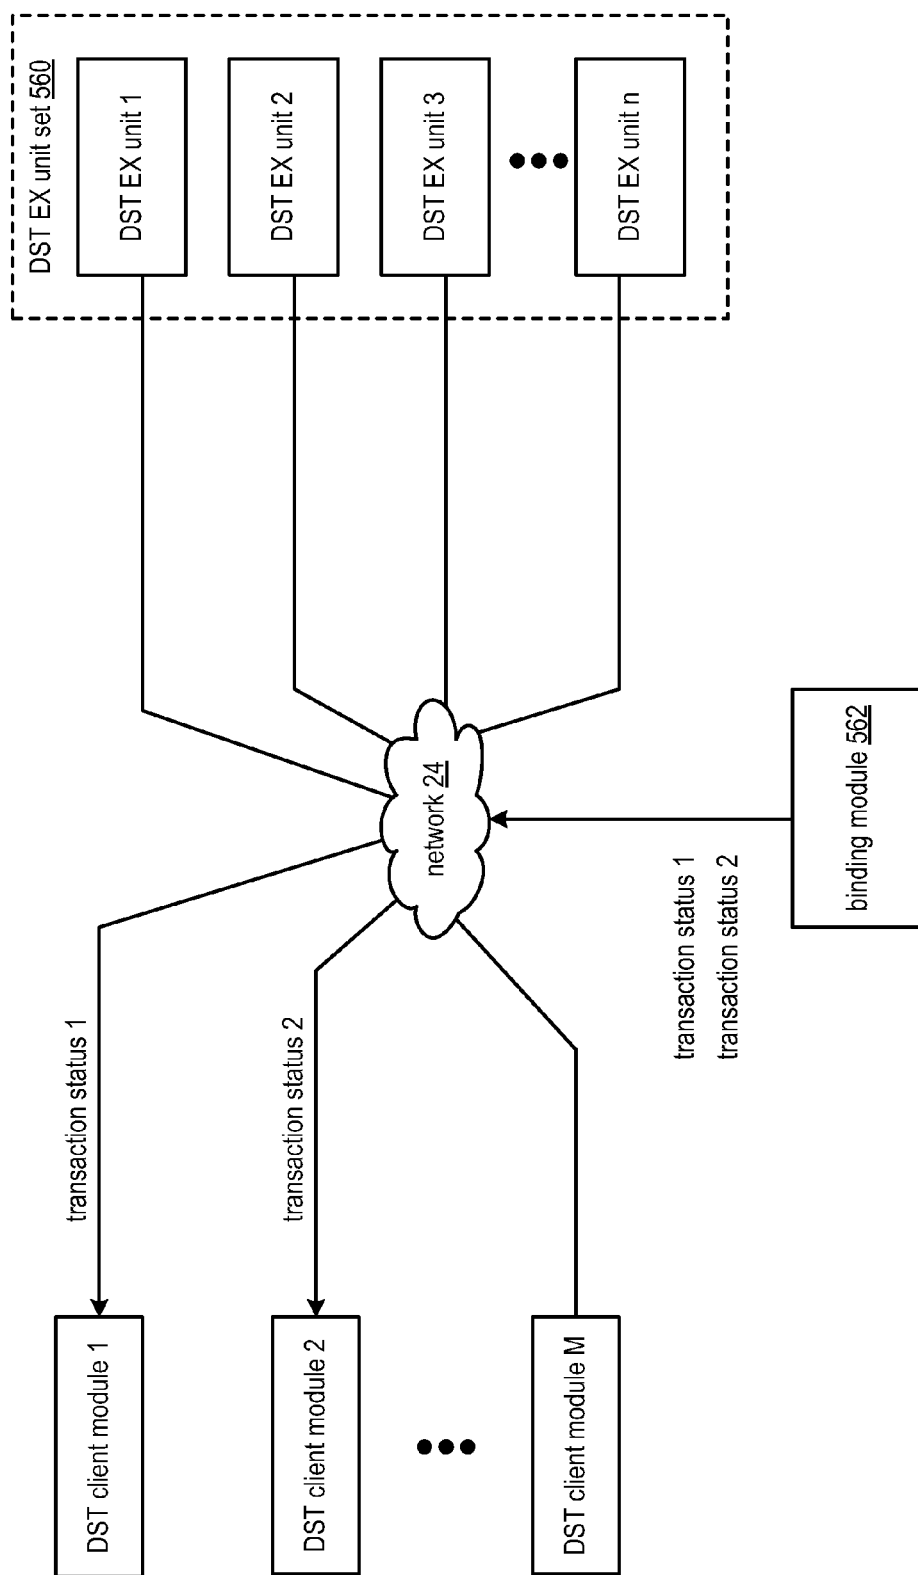 DST client module 1
transaction status 1
DST EX unit set 560
DST EX unit 1
DST client module 2
transaction status 2
DST EX unit 2
DST EX unit 3
network 24
DST client module M
DST EX unit n
transaction status 1
transaction status 2
binding module 562